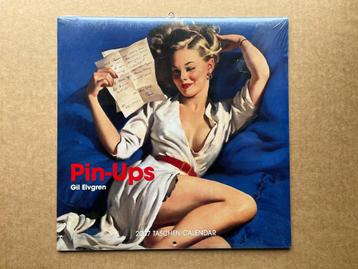 Pin-Ups
Gil Elvgren
2007 TASCHEN CALENDAR